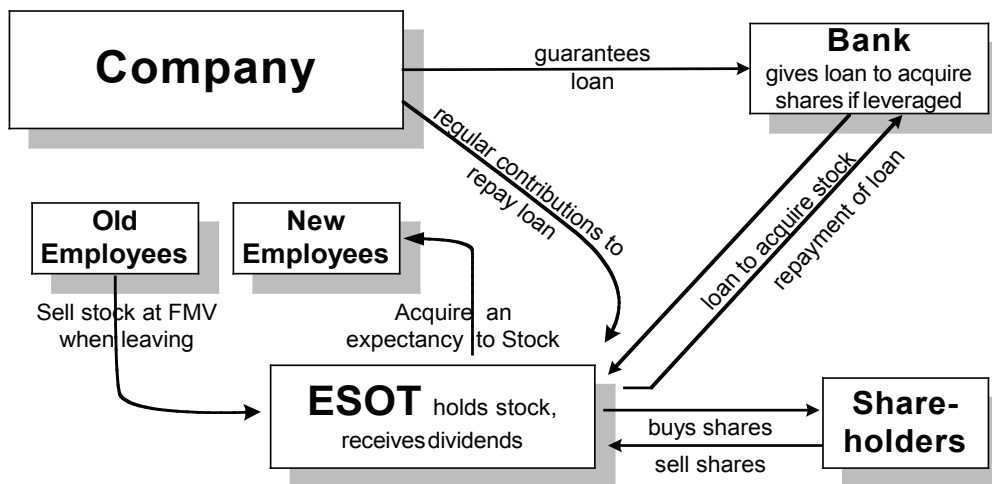 Company
guarantees
loan
Bank
gives loan to acquire
shares if leveraged
regular contributions to
repay loan
loan to acquire stock
repayment of loan
Old
Employees
New
Employees
Sell stock at FMV
when leaving
Acquire an
expectancy to Stock
ESOT holds stock,
receives dividends
buys shares
sell shares
Share-
holders